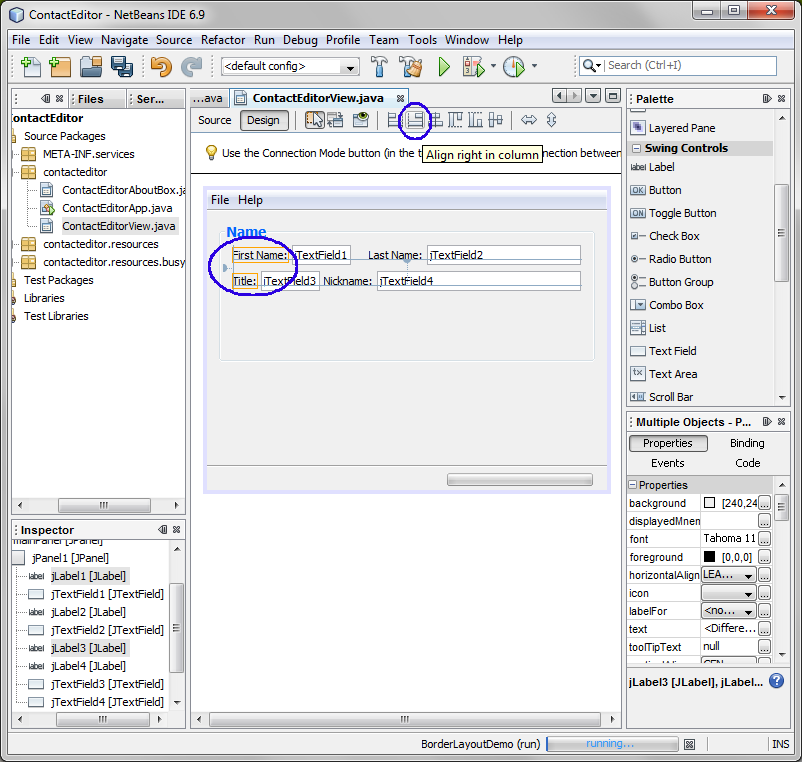 ContactEditor - NetBeans IDE 6.9
File Edit View Navigate Source Refactor Run Debug Profile Team Tools Window Help
<default config>
Search (Ctrl+I)
Files
Ser...
...ava
ContactEditorView.java
Source
Design
Use the Connection Mode button (in the t
Align right in column
nnection between
ontactEditor
Source Packages
META-INF.services
contacteditor
ContactEditorAboutBox.ja
ContactEditorApp.java
ContactEditorView.java
contacteditor.resources
contacteditor.resources.busy
Test Packages
Libraries
Test Libraries
Inspector
mainPanel [JPanel]
jPanel1 [JPanel]
label jLabel1 [JLabel]
jTextField1 [JTextField]
label jLabel2 [JLabel]
jTextField2 [JTextField]
label jLabel3 [JLabel]
label jLabel4 [JLabel]
jTextField3 [JTextField]
jTextField4 [JTextField]
File Help
Name
First Name:
jTextField1
Last Name:
jTextField2
Title:
jTextField3
Nickname:
jTextField4
Palette
Layered Pane
Swing Controls
label Label
OK Button
ON Toggle Button
Check Box
Radio Button
Button Group
Combo Box
List
Text Field
Text Area
Scroll Bar
Multiple Objects - P...
Properties
Binding
Events
Code
Properties
background [240,24 ...
displayedMnem ...
font Tahoma 11 ...
foreground [0,0,0] ...
horizontalAlign LEA... ...
icon ...
labelFor <no... ...
text <Differe... ...
toolTipText null ...
jLabel3 [JLabel], jLabel...
BorderLayoutDemo (run)
running...
INS